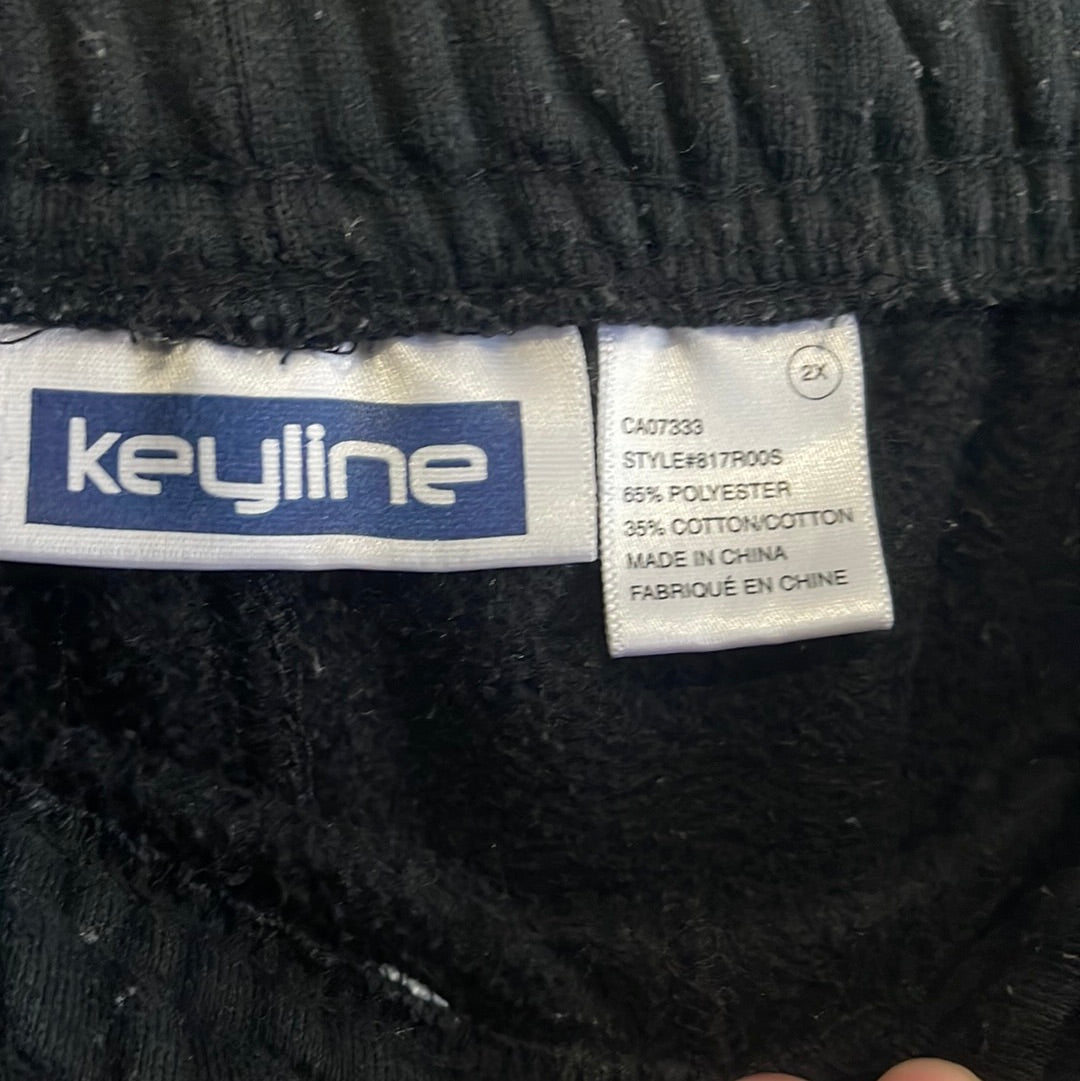 keyline
2X
CA07333
STYLE#817R00S
65% POLYESTER
35% COTTON/COTTON
MADE IN CHINA
FABRIQUÉ EN CHINE